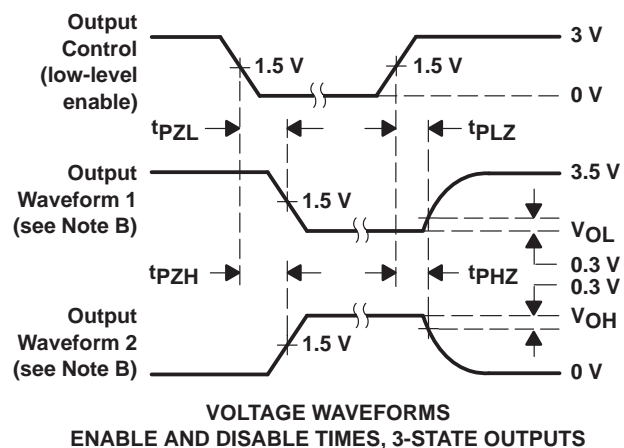 Output
Control
(low-level
enable)
3 V
1.5 V
1.5 V
0 V
tPZL
tPLZ
Output
Waveform 1
(see Note B)
3.5 V
1.5 V
VOL
0.3 V
tPZH
tPHZ
0.3 V
Output
Waveform 2
(see Note B)
VOH
1.5 V
0 V
VOLTAGE WAVEFORMS
ENABLE AND DISABLE TIMES, 3-STATE OUTPUTS